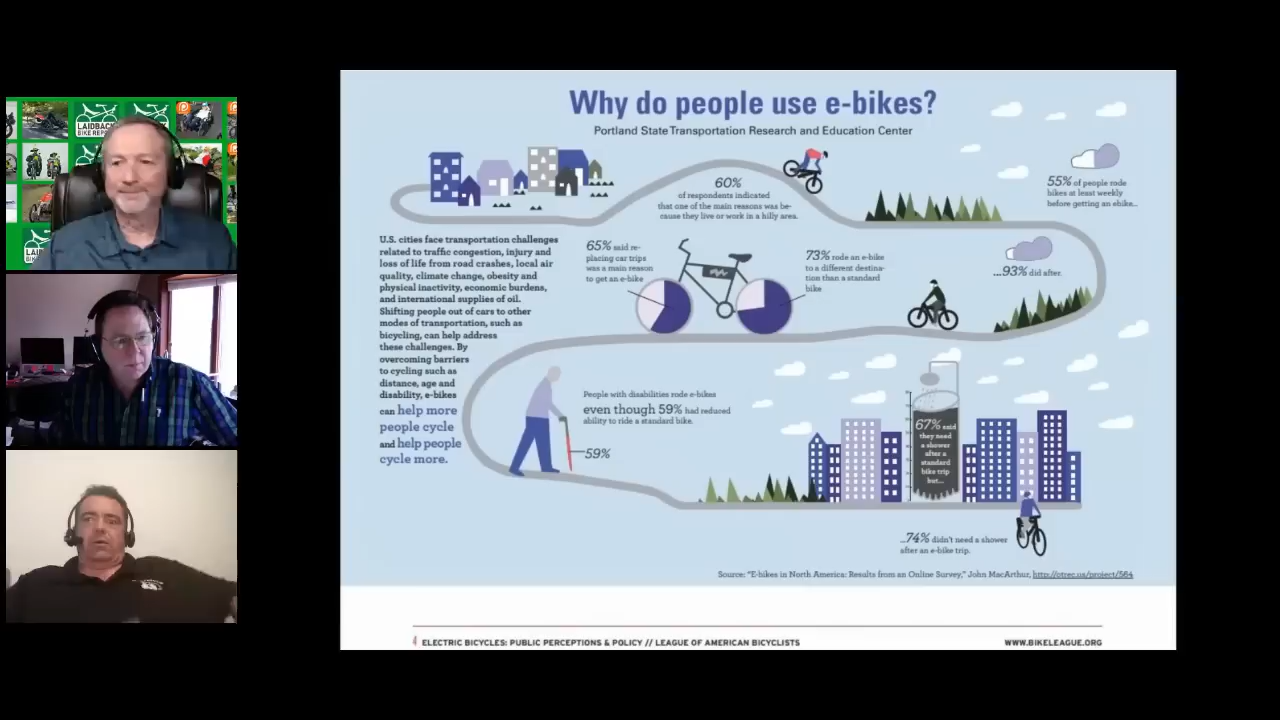 LAIDBACK
BIKE REPORT
Why do people use e-bikes?
Portland State Transportation Research and Education Center
60%
of respondents indicated
that one of the main reasons was be-
cause they live or work in a hilly area.
55% of people rode
bikes at least weekly
before getting an ebike...
...93% did after.
U.S. cities face transportation challenges
related to traffic congestion, injury and
loss of life from road crashes, local air
quality, climate change, obesity and
physical inactivity, economic burdens,
and international supplies of oil.
Shifting people out of cars to other
modes of transportation, such as
bicycling, can help address
these challenges. By
overcoming barriers
to cycling such as
distance, age and
disability, e-bikes
can help more
people cycle
and help people
cycle more.
65% said re-
placing car trips
was a main reason
to get an e-bike
73% rode an e-bike
to a different destina-
tion than a standard
bike
People with disabilities rode e-bikes
even though 59% had reduced
ability to ride a standard bike.
59%
67% said
they need
a shower
after a
standard
bike trip
but...
...74% didn't need a shower
after an e-bike trip.
Source: "E-bikes in North America: Results from an Online Survey," John MacArthur, http://otrec.us/project/564
4 ELECTRIC BICYCLES: PUBLIC PERCEPTIONS & POLICY // LEAGUE OF AMERICAN BICYCLISTS
WWW.BIKELEAGUE.ORG